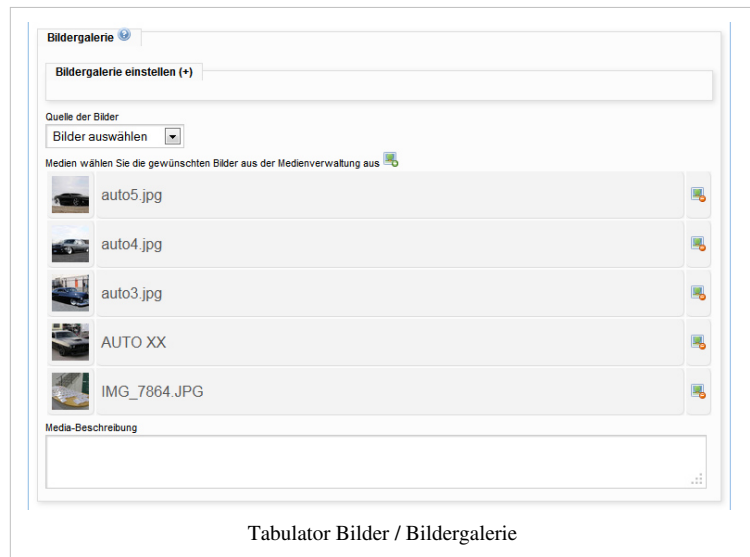 Bildergalerie
Bildergalerie einstellen (+)
Quelle der Bilder
Bilder auswählen
Medien wählen Sie die gewünschten Bilder aus der Medienverwaltung aus
auto5.jpg
auto4.jpg
auto3.jpg
AUTO XX
IMG_7864.JPG
Media-Beschreibung
Tabulator Bilder / Bildergalerie